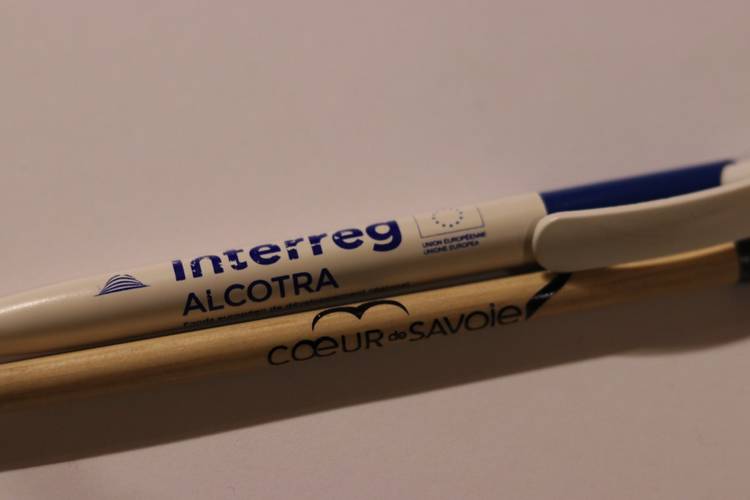 Interreg
ALCOTRA
UNION EUROPÉENNE
UNIONE EUROPEA
CŒUR de SAVOIE